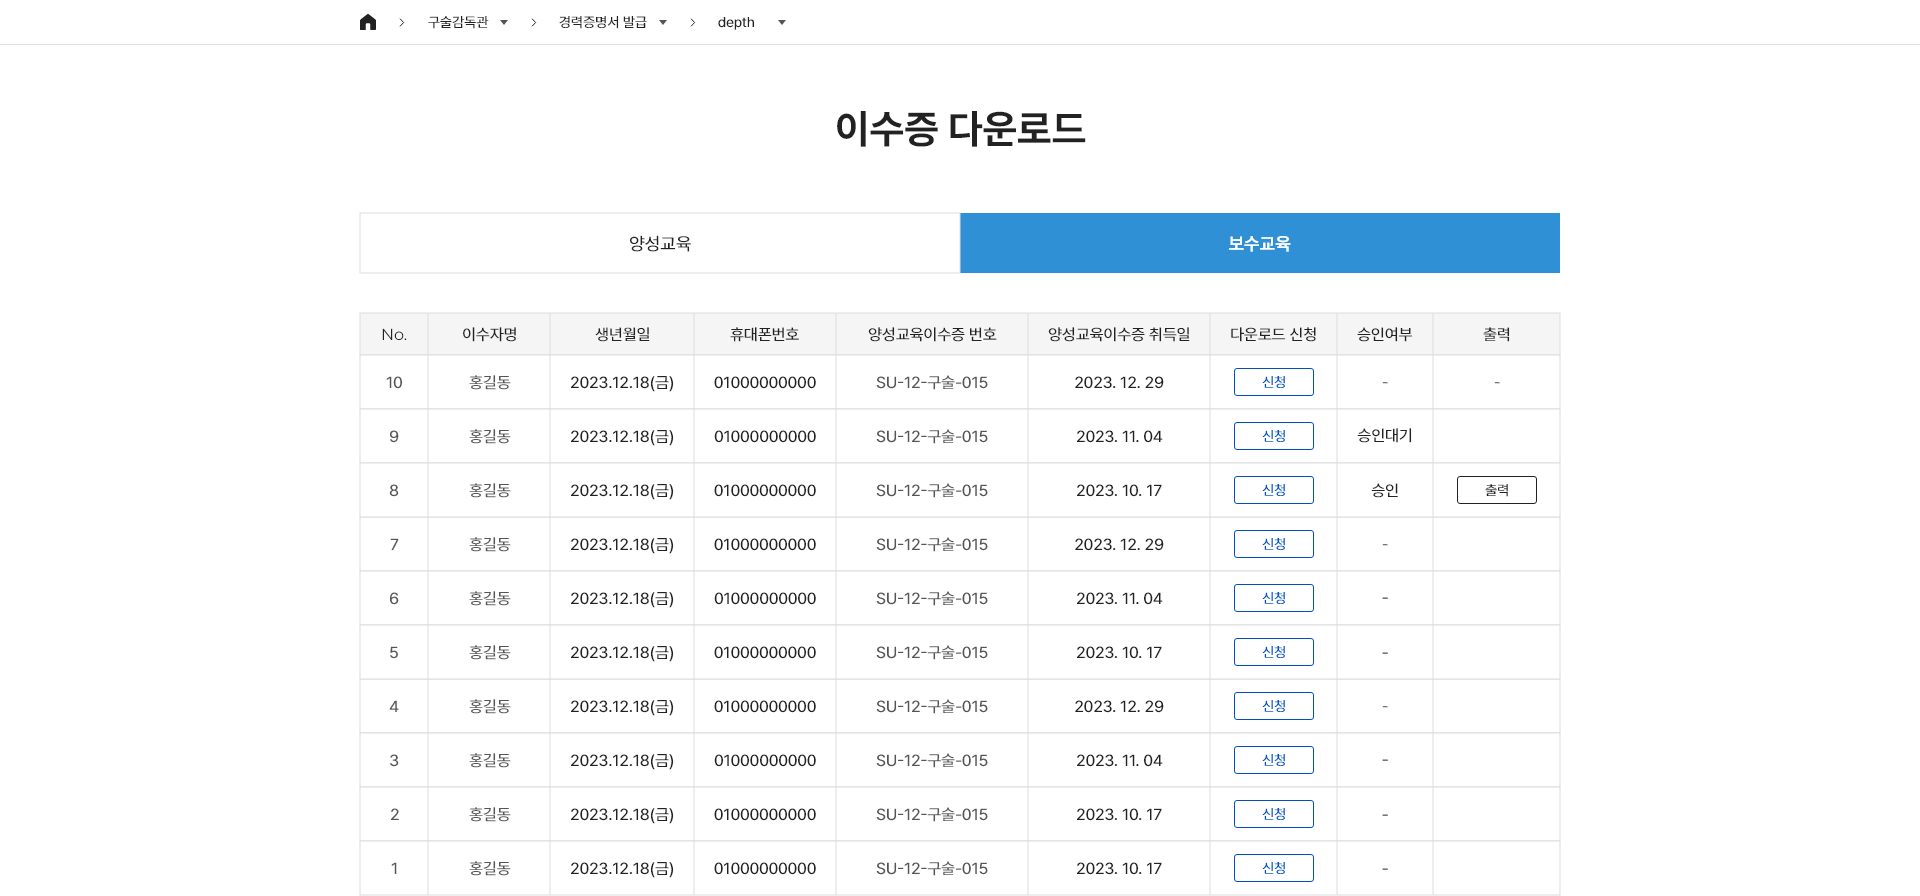 구술감독관 경력증명서 발급 depth
이수증 다운로드
양성교육 보수교육
No. 이수자명 생년월일 휴대폰번호 양성교육이수증 번호 양성교육이수증 취득일 다운로드 신청 승인여부 출력
10 홍길동 2023.12.18(금) 01000000000 SU-12-구술-015 2023. 12. 29 신청 - -
9 홍길동 2023.12.18(금) 01000000000 SU-12-구술-015 2023. 11. 04 신청 승인대기
8 홍길동 2023.12.18(금) 01000000000 SU-12-구술-015 2023. 10. 17 신청 승인 출력
7 홍길동 2023.12.18(금) 01000000000 SU-12-구술-015 2023. 12. 29 신청 -
6 홍길동 2023.12.18(금) 01000000000 SU-12-구술-015 2023. 11. 04 신청 -
5 홍길동 2023.12.18(금) 01000000000 SU-12-구술-015 2023. 10. 17 신청 -
4 홍길동 2023.12.18(금) 01000000000 SU-12-구술-015 2023. 12. 29 신청 -
3 홍길동 2023.12.18(금) 01000000000 SU-12-구술-015 2023. 11. 04 신청 -
2 홍길동 2023.12.18(금) 01000000000 SU-12-구술-015 2023. 10. 17 신청 -
1 홍길동 2023.12.18(금) 01000000000 SU-12-구술-015 2023. 10. 17 신청 -